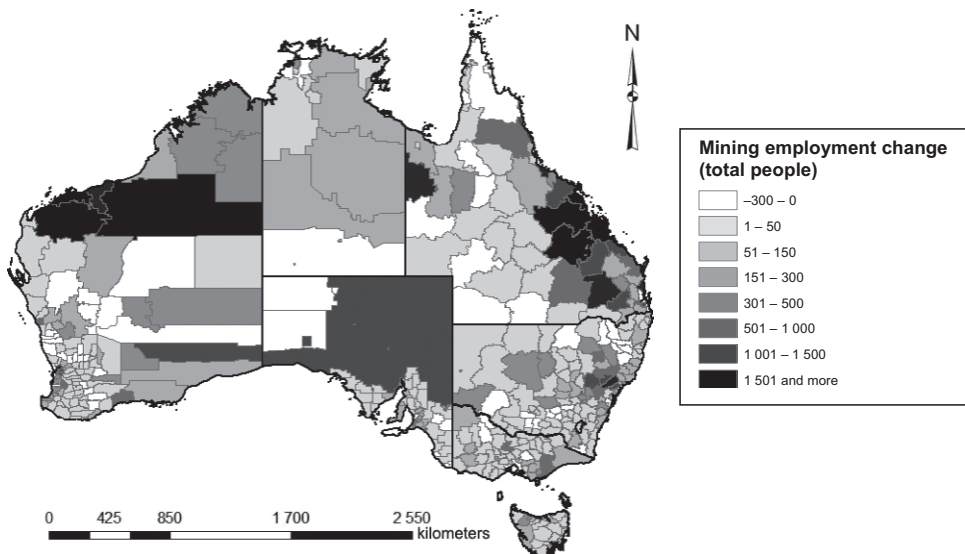 N
Mining employment change
(total people)
–300 – 0
1 – 50
51 – 150
151 – 300
301 – 500
501 – 1 000
1 001 – 1 500
1 501 and more
0 425 850 1 700 2 550
kilometers